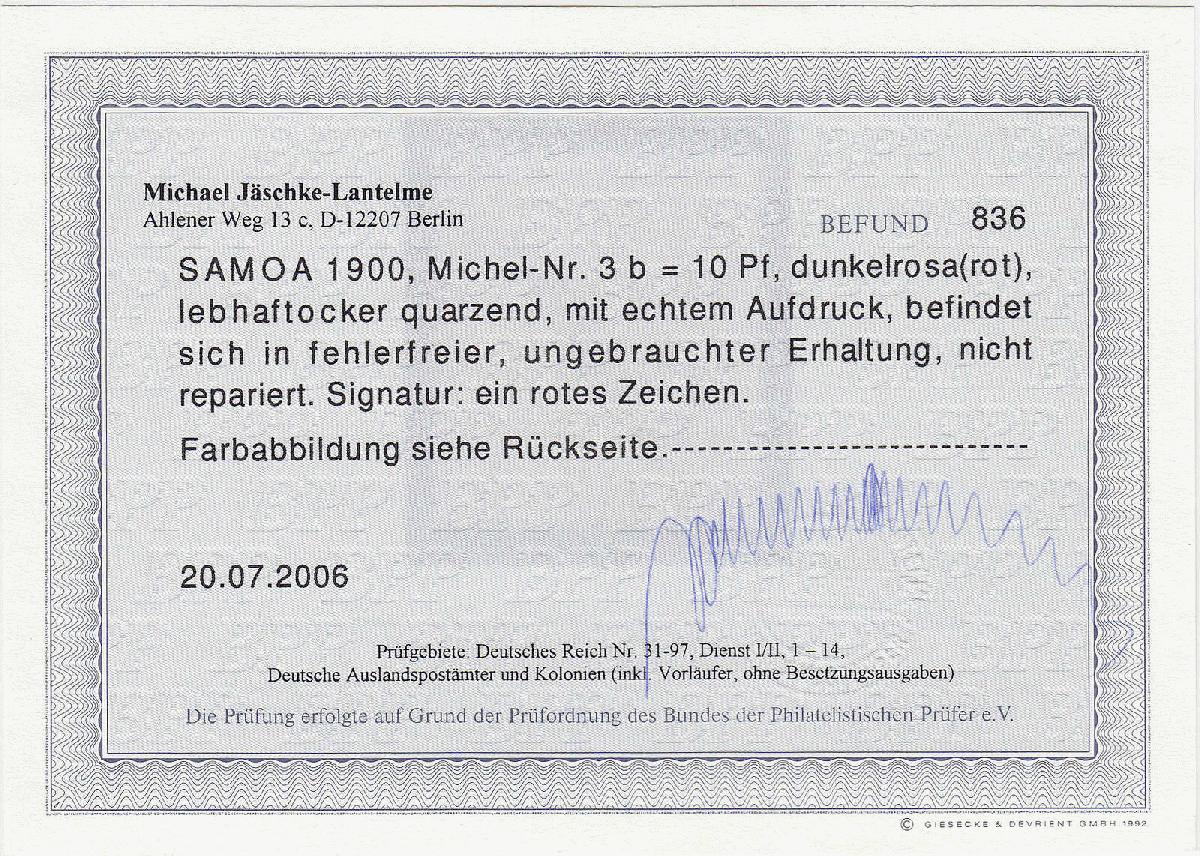 Michael Jäschke-Lantelme
Ahlener Weg 13 c, D-12207 Berlin
BEFUND 836
SAMOA 1900, Michel-Nr. 3 b = 10 Pf, dunkelrosa(rot),
lebhaftocker quarzend, mit echtem Aufdruck, befindet
sich in fehlerfreier, ungebrauchter Erhaltung, nicht
repariert. Signatur: ein rotes Zeichen.
Farbabbildung siehe Rückseite.----------------------------
20.07.2006
Prüfgebiete: Deutsches Reich Nr. 31-97, Dienst I/II, 1 – 14,
Deutsche Auslandspostämter und Kolonien (inkl. Vorläufer, ohne Besetzungsausgaben)
Die Prüfung erfolgte auf Grund der Prüfordnung des Bundes der Philatelistischen Prüfer e.V.
© GIESECKE & DEVRIENT GMBH 1992